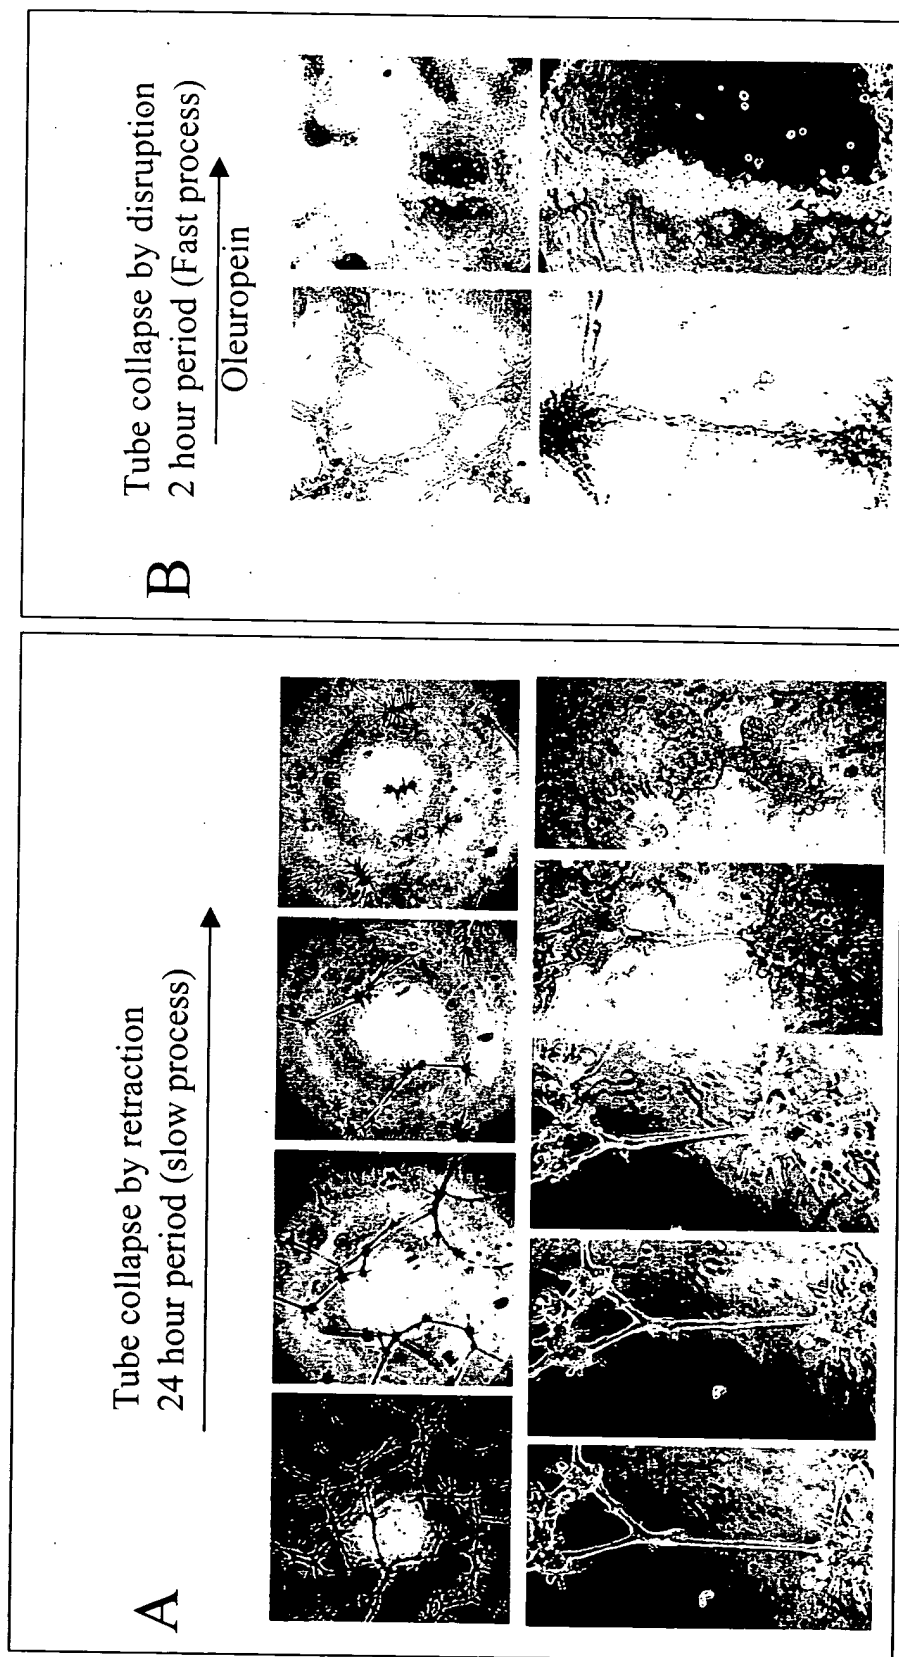 A
Tube collapse by retraction
24 hour period (slow process)
B
Tube collapse by disruption
2 hour period (Fast process)
Oleuropein